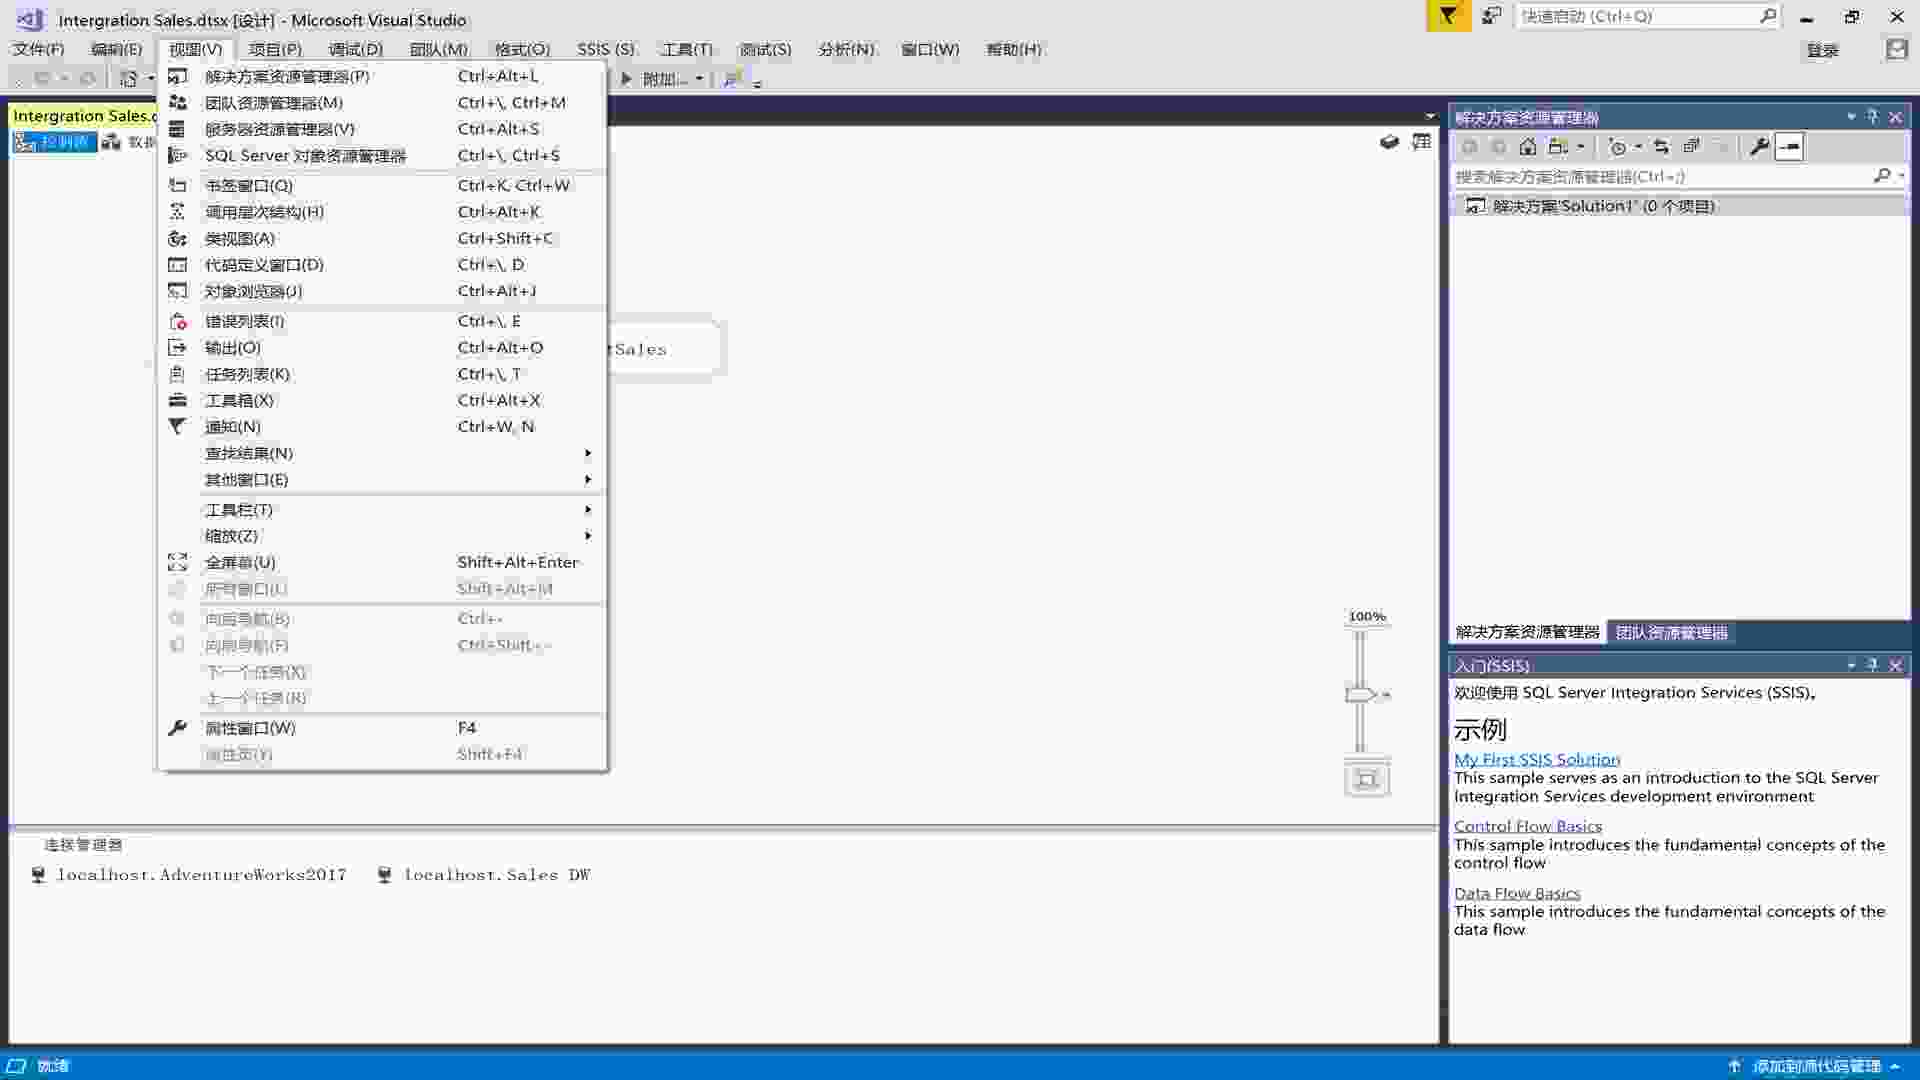 Intergration Sales.dtsx [设计] - Microsoft Visual Studio
快速启动 (Ctrl+Q)
文件(F) 编辑(E) 视图(V) 项目(P) 调试(D) 团队(M) 格式(O) SSIS (S) 工具(T) 测试(S) 分析(N) 窗口(W) 帮助(H)
登录
附加...
Intergration Sales.d
控制流 数据
解决方案资源管理器(P) Ctrl+Alt+L
团队资源管理器(M) Ctrl+\, Ctrl+M
服务器资源管理器(V) Ctrl+Alt+S
SQL Server 对象资源管理器 Ctrl+\, Ctrl+S
书签窗口(O) Ctrl+K, Ctrl+W
调用层次结构(H) Ctrl+Alt+K
类视图(A) Ctrl+Shift+C
代码定义窗口(D) Ctrl+\, D
对象浏览器(J) Ctrl+Alt+J
错误列表(I) Ctrl+\, E
输出(O) Ctrl+Alt+O
任务列表(K) Ctrl+\, T
工具箱(X) Ctrl+Alt+X
通知(N) Ctrl+W, N
查找结果(N)
其他窗口(E)
工具栏(T)
缩放(Z)
全屏幕(U) Shift+Alt+Enter
所有窗口(L) Shift+Alt+M
向后导航(B) Ctrl+-
向前导航(F) Ctrl+Shift+-
下一个任务(X)
上一个任务(R)
属性窗口(W) F4
属性页(Y) Shift+F4
tSales
100%
连接管理器
localhost.AdventureWorks2017 localhost.Sales DW
解决方案资源管理器
搜索解决方案资源管理器(Ctrl+;)
解决方案'Solution1' (0 个项目)
解决方案资源管理器 团队资源管理器
入门(SSIS)
欢迎使用 SQL Server Integration Services (SSIS)。
示例
My First SSIS Solution
This sample serves as an introduction to the SQL Server
Integration Services development environment
Control Flow Basics
This sample introduces the fundamental concepts of the
control flow
Data Flow Basics
This sample introduces the fundamental concepts of the
data flow
就绪
添加到源代码管理